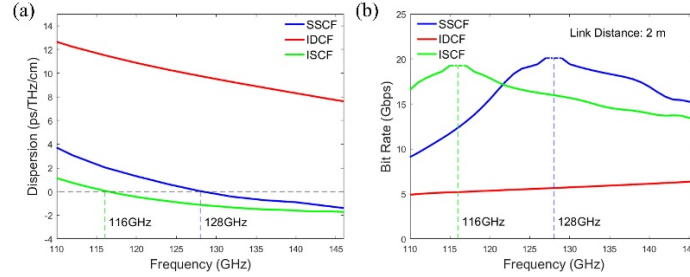 (a)
14
12
10
8
6
4
2
0
-2
-4
Dispersion (ps/THz/cm)
SSCF
IDCF
ISCF
116GHz
128GHz
110 115 120 125 130 135 140 145
Frequency (GHz)
(b)
25
20
15
10
5
0
Bit Rate (Gbps)
SSCF
IDCF
ISCF
Link Distance: 2 m
116GHz
128GHz
110 115 120 125 130 135 140 145
Frequency (GHz)